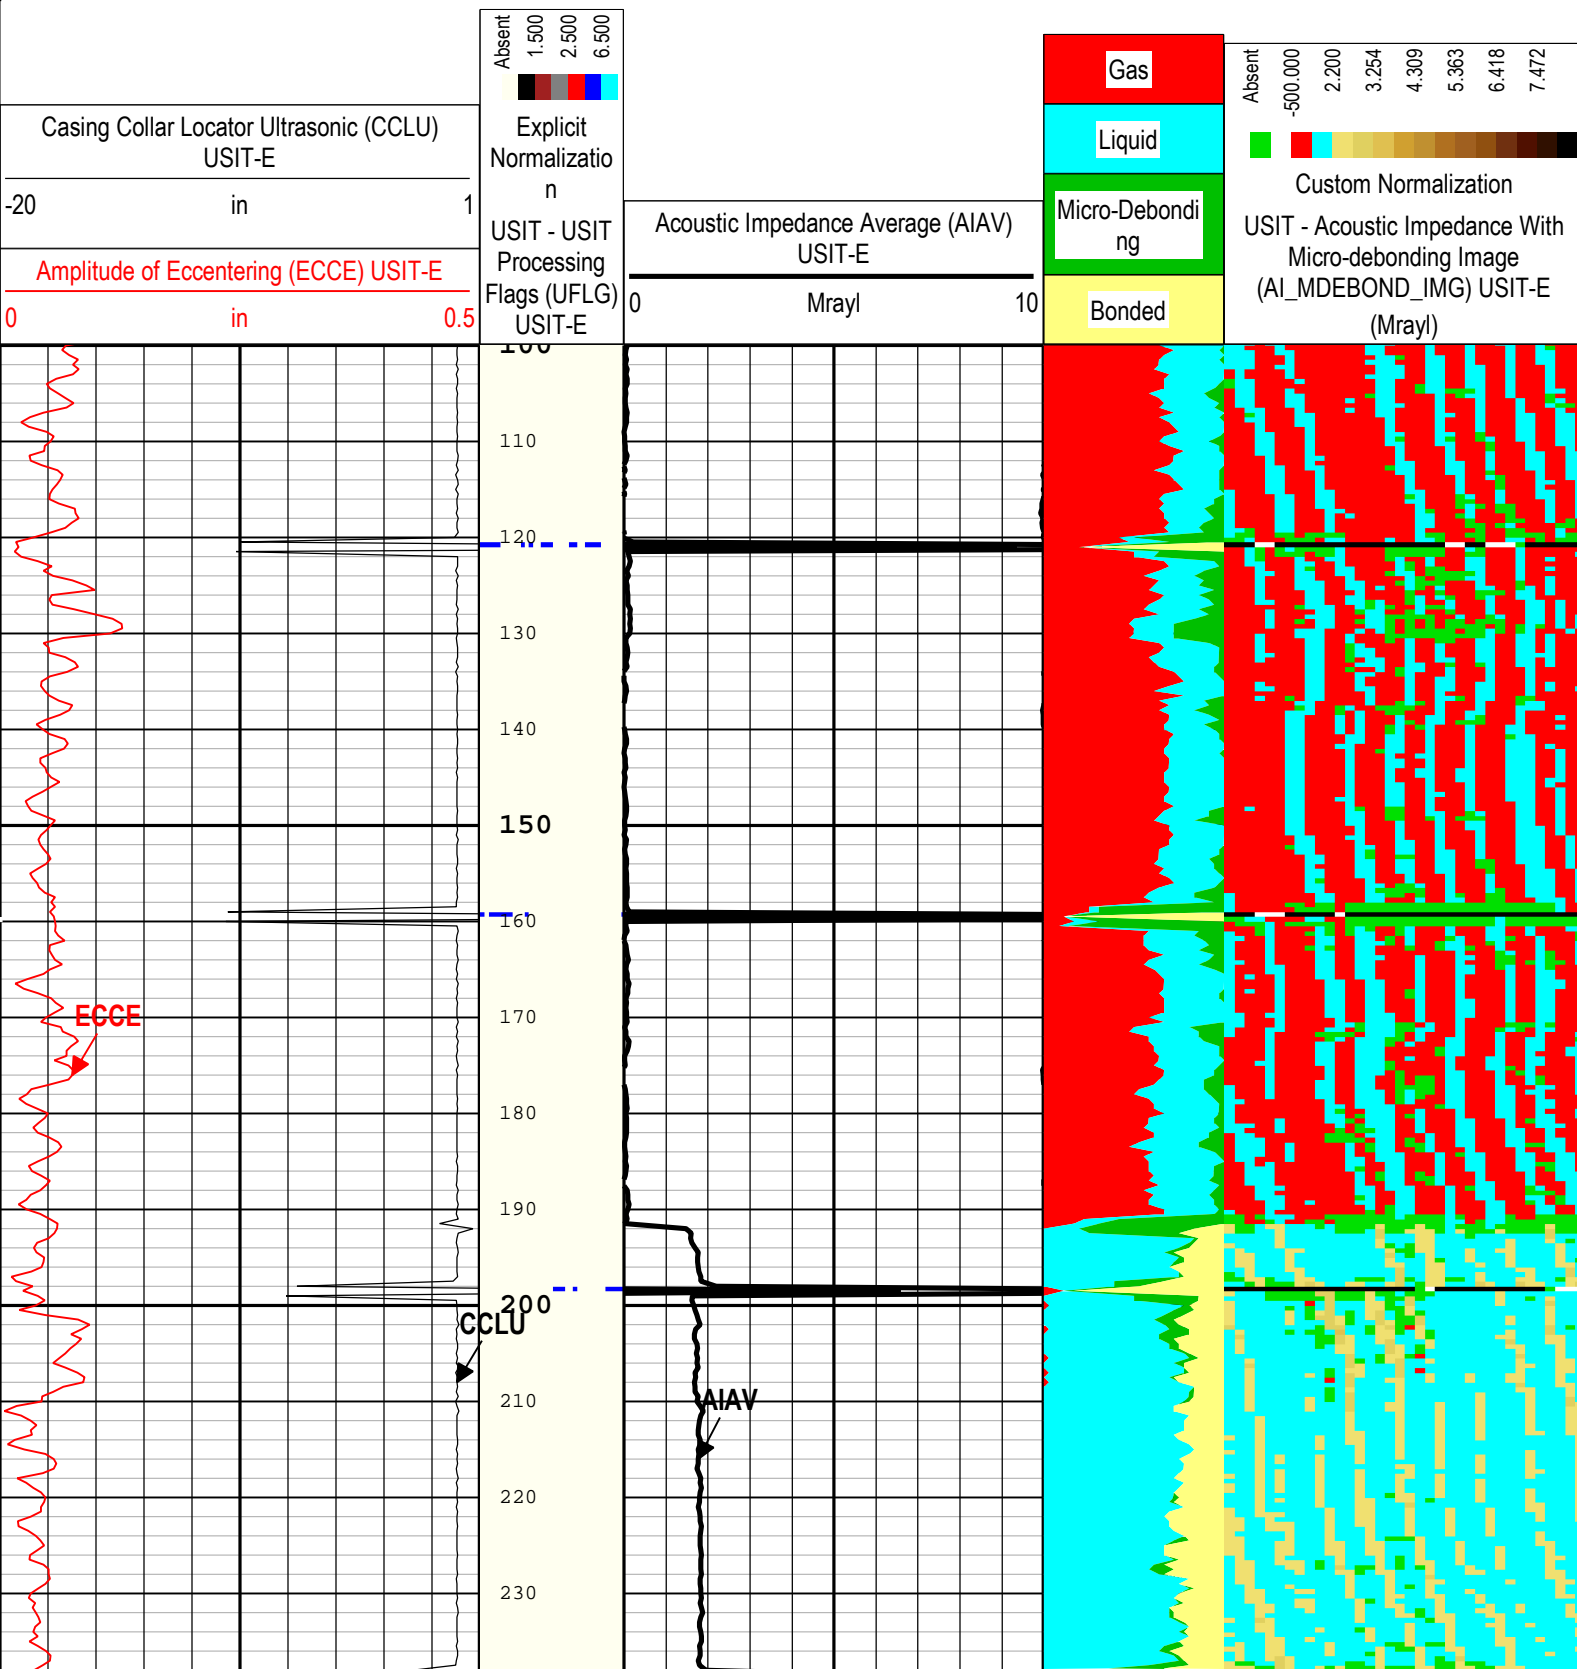 Casing Collar Locator Ultrasonic (CCLU)
USIT-E
-20 in 1
Amplitude of Eccentering (ECCE) USIT-E
0 in 0.5
Absent
1.500
2.500
6.500
Explicit
Normalizatio
n
USIT - USIT
Processing
Flags (UFLG)
USIT-E
Acoustic Impedance Average (AIAV)
USIT-E
0 Mrayl 10
Gas
Liquid
Micro-Debondi
ng
Bonded
Absent
-500.000
2.200
3.254
4.309
5.363
6.418
7.472
Custom Normalization
USIT - Acoustic Impedance With
Micro-debonding Image
(AI_MDEBOND_IMG) USIT-E
(Mrayl)
100
110
120
130
140
150
160
ECCE
170
180
190
200
CCLU
210
AIAV
220
230